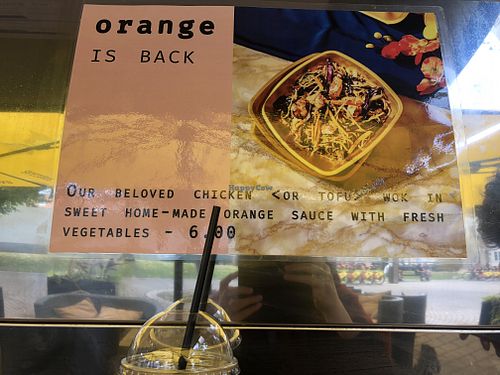 orange
IS BACK
HappyCow
OUR BELOVED CHICKEN <OR TOFU> WOK IN
SWEET HOME-MADE ORANGE SAUCE WITH FRESH
VEGETABLES - 6.00